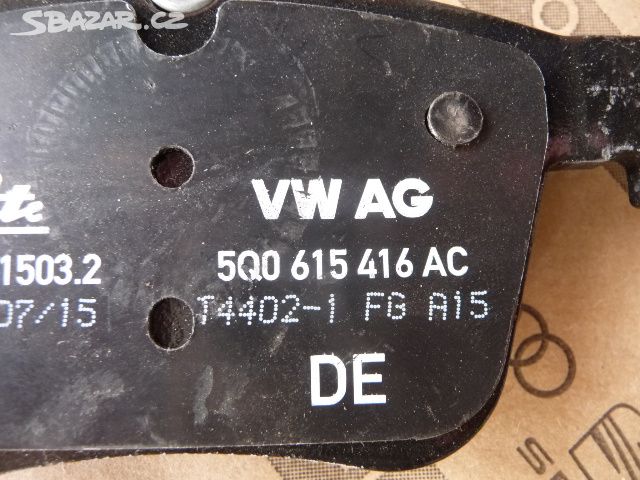 SBAZAR.CZ
VW AG
1503.2
5Q0 615 416 AC
07/15
T4402-1 FG A15
DE